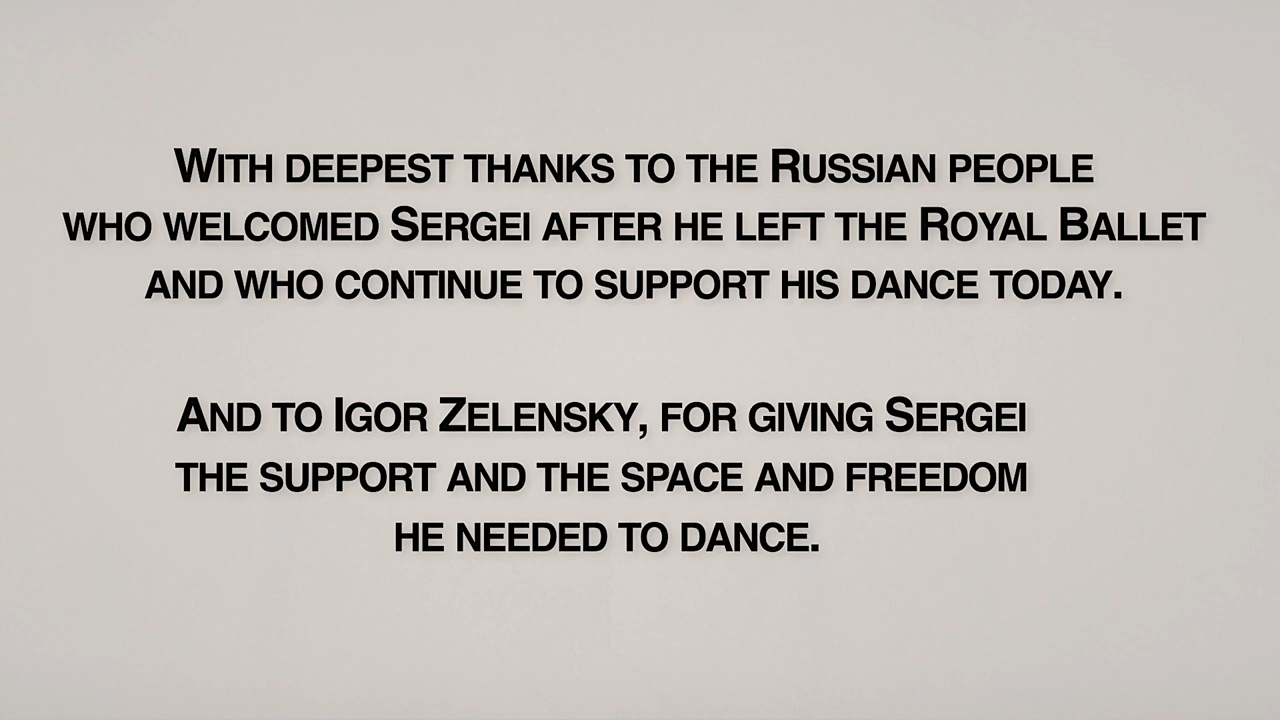 With deepest thanks to the Russian people
who welcomed Sergei after he left the Royal Ballet
and who continue to support his dance today.
And to Igor Zelensky, for giving Sergei
the support and the space and freedom
he needed to dance.